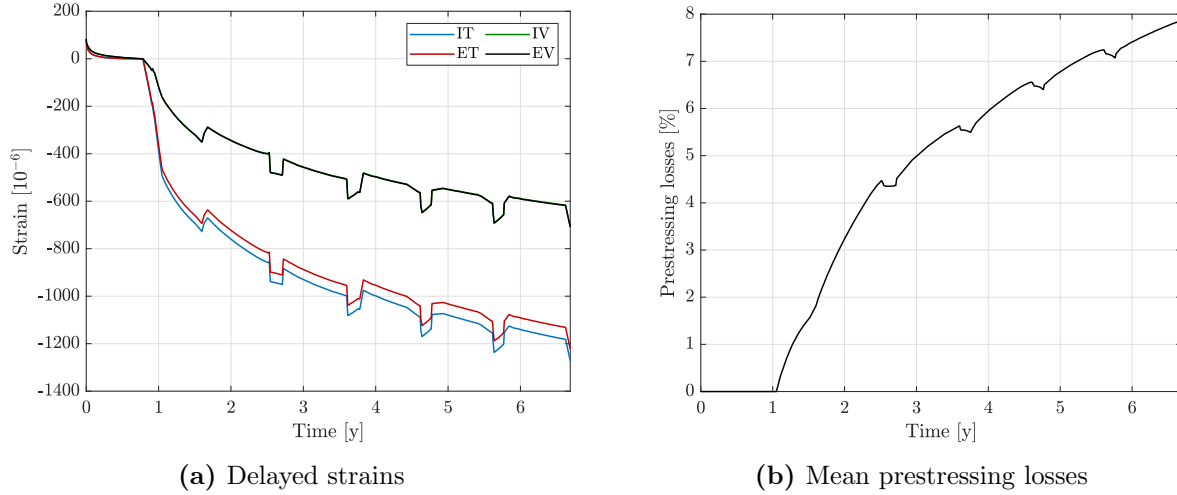 200
0
-200
-400
-600
-800
-1000
-1200
-1400
Strain [10⁻⁶]
IT IV
ET EV
0 1 2 3 4 5 6
Time [y]
(a) Delayed strains
8
7
6
5
4
3
2
1
0
Prestressing losses [%]
0 1 2 3 4 5 6
Time [y]
(b) Mean prestressing losses